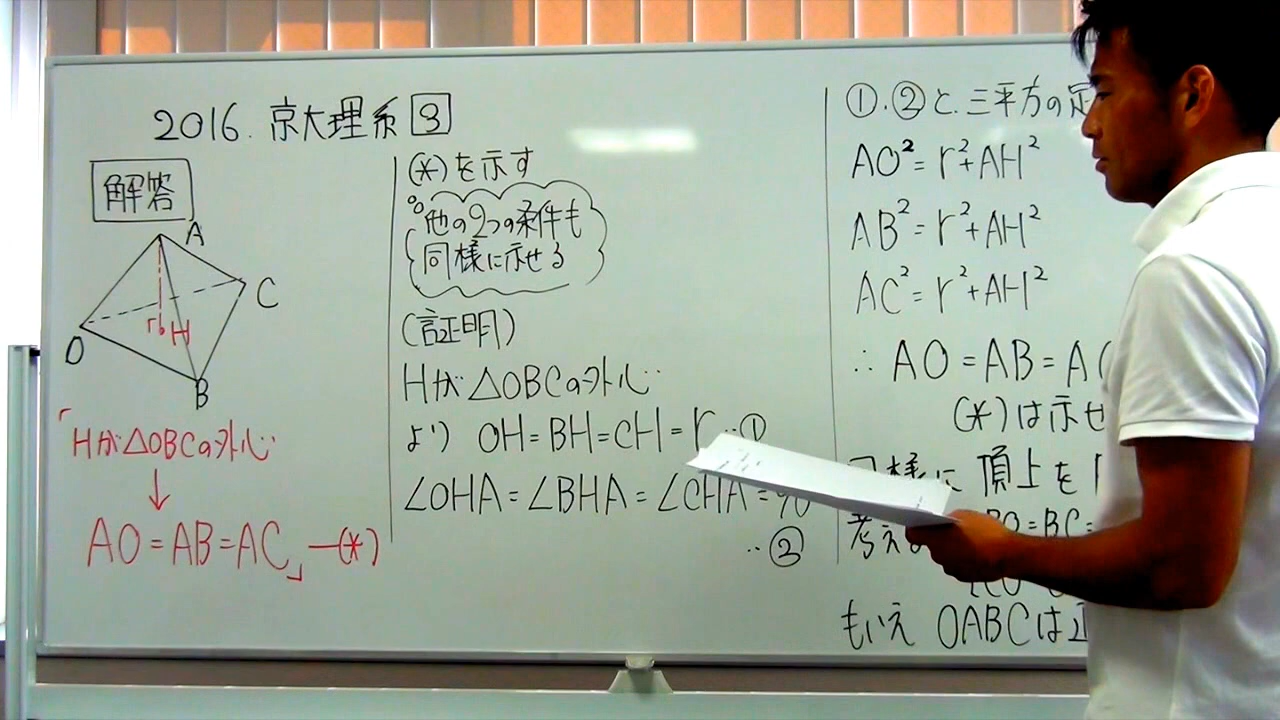 2016. 京大理系 3
解答
A
C
O
H
B
「Hが△OBCの外心
↓
AO=AB=AC」―(*)
(*)を示す
他の2つの条件も
同様に示せる
(証明)
Hが△OBCの外心
より OH=BH=CH=r …①
∠OHA=∠BHA=∠CHA=90
…②
①.②と.三平方の定
AO²=r²+AH²
AB²=r²+AH²
AC²=r²+AH²
∴ AO=AB=AC
(*)は示せ
同様に 頂上を
考え
BO=BC=
OABCは正